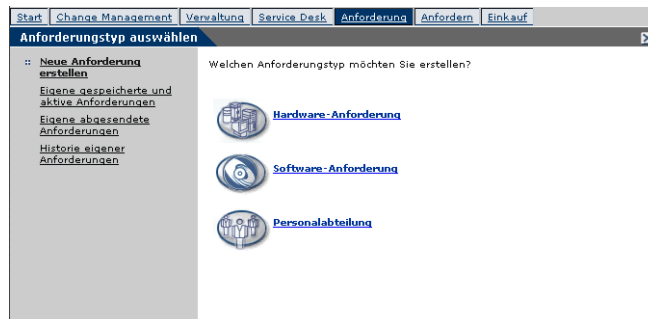 Start Change Management Verwaltung Service Desk Anforderung Anfordern Einkauf
Anforderungstyp auswählen
Neue Anforderung
erstellen
Eigene gespeicherte und
aktive Anforderungen
Eigene abgesendete
Anforderungen
Historie eigener
Anforderungen
Welchen Anforderungstyp möchten Sie erstellen?
Hardware-Anforderung
Software-Anforderung
Personalabteilung